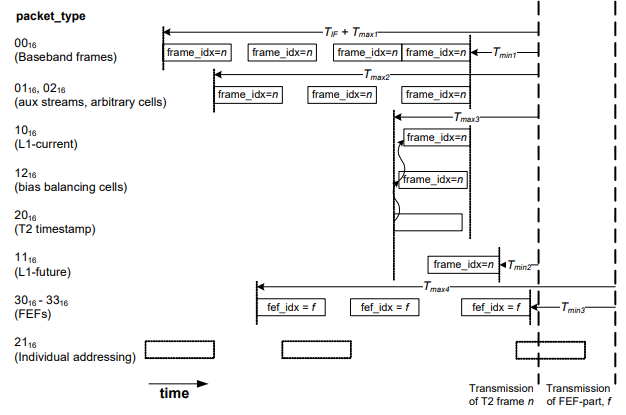 packet_type
T_IF + T_max1
00₁₆
(Baseband frames)
frame_idx=n frame_idx=n frame_idx=n frame_idx=n T_min1
T_max2
01₁₆, 02₁₆
(aux streams, arbitrary cells)
frame_idx=n frame_idx=n frame_idx=n
T_max3
10₁₆
(L1-current)
frame_idx=n
12₁₆
(bias balancing cells)
frame_idx=n
20₁₆
(T2 timestamp)
11₁₆
(L1-future)
frame_idx=n T_min2
T_max4
30₁₆ - 33₁₆
(FEFs)
fef_idx = f fef_idx = f fef_idx = f T_min3
21₁₆
(Individual addressing)
time
Transmission
of T2 frame n
Transmission
of FEF-part, f